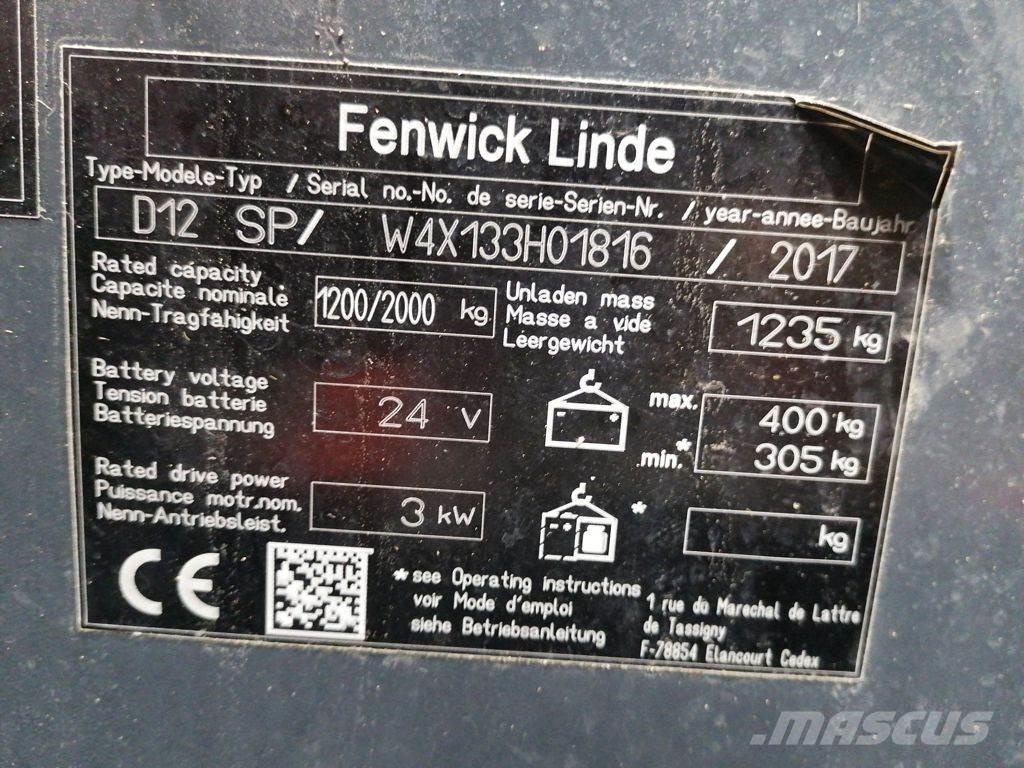 Fenwick Linde
Type-Modele-Typ / Serial no.-No. de serie-Serien-Nr. / year-annee-Baujahr
D12 SP/ W4X133H01816 / 2017
Rated capacity
Capacite nominale
Nenn-Tragfähigkeit
1200/2000 kg
Unladen mass
Masse a vide
Leergewicht
1235 kg
Battery voltage
Tension batterie
Batteriespannung
24 V
max. 400 kg
min.* 305 kg
Rated drive power
Puissance motr.nom.
Nenn-Antriebsleist.
3 kW
* kg
CE
* see Operating instructions
voir Mode d'emploi
siehe Betriebsanleitung
1 rue du Marechal de Lattre
de Tassigny
F-78854 Elancourt Cedex
MASCUS